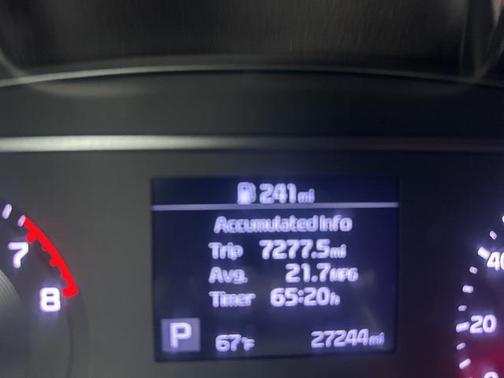 241mi
Accumulated Info
Trip 7277.5mi
Avg. 21.7MPG
Timer 65:20h
P 67°F 27244mi
7
8
40
20